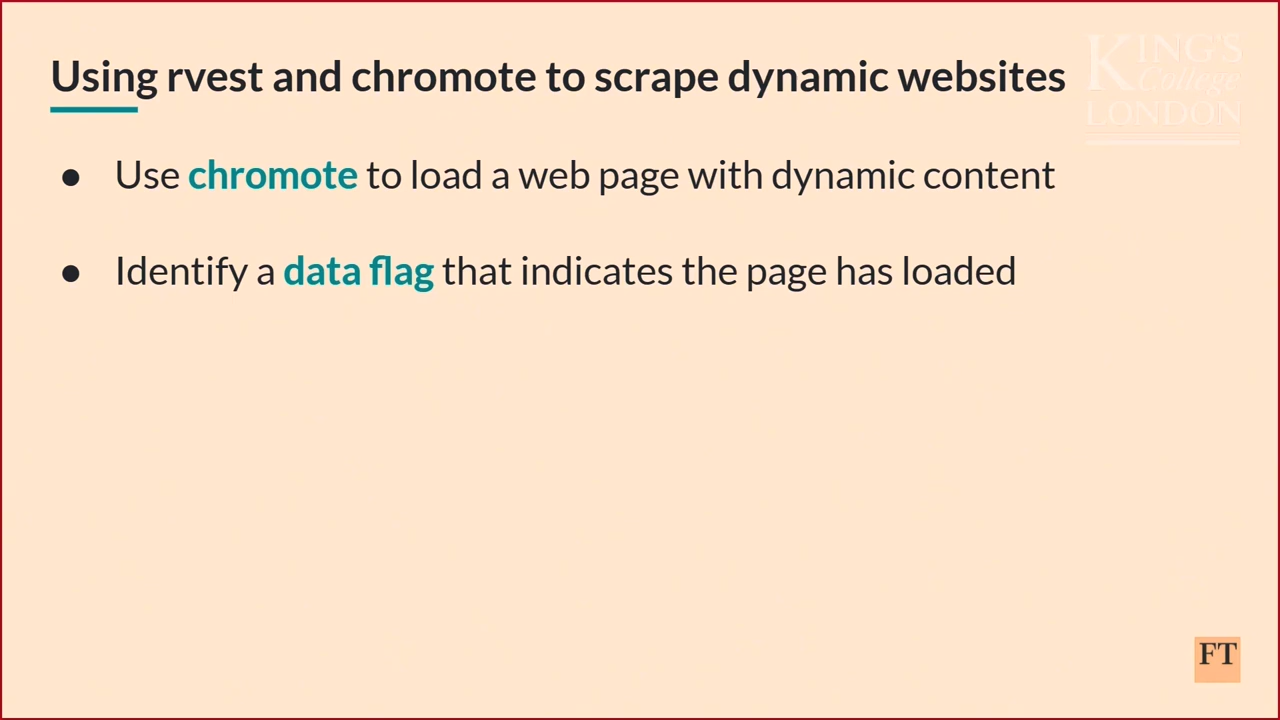 Using rvest and chromote to scrape dynamic websites
KING'S
College
LONDON
● Use chromote to load a web page with dynamic content
● Identify a data flag that indicates the page has loaded
FT